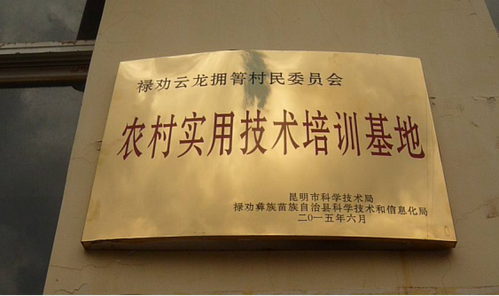 禄劝云龙拥箐村民委员会
农村实用技术培训基地
昆明市科学技术局
禄劝彝族苗族自治县科学技术和信息化局
二〇一五年六月